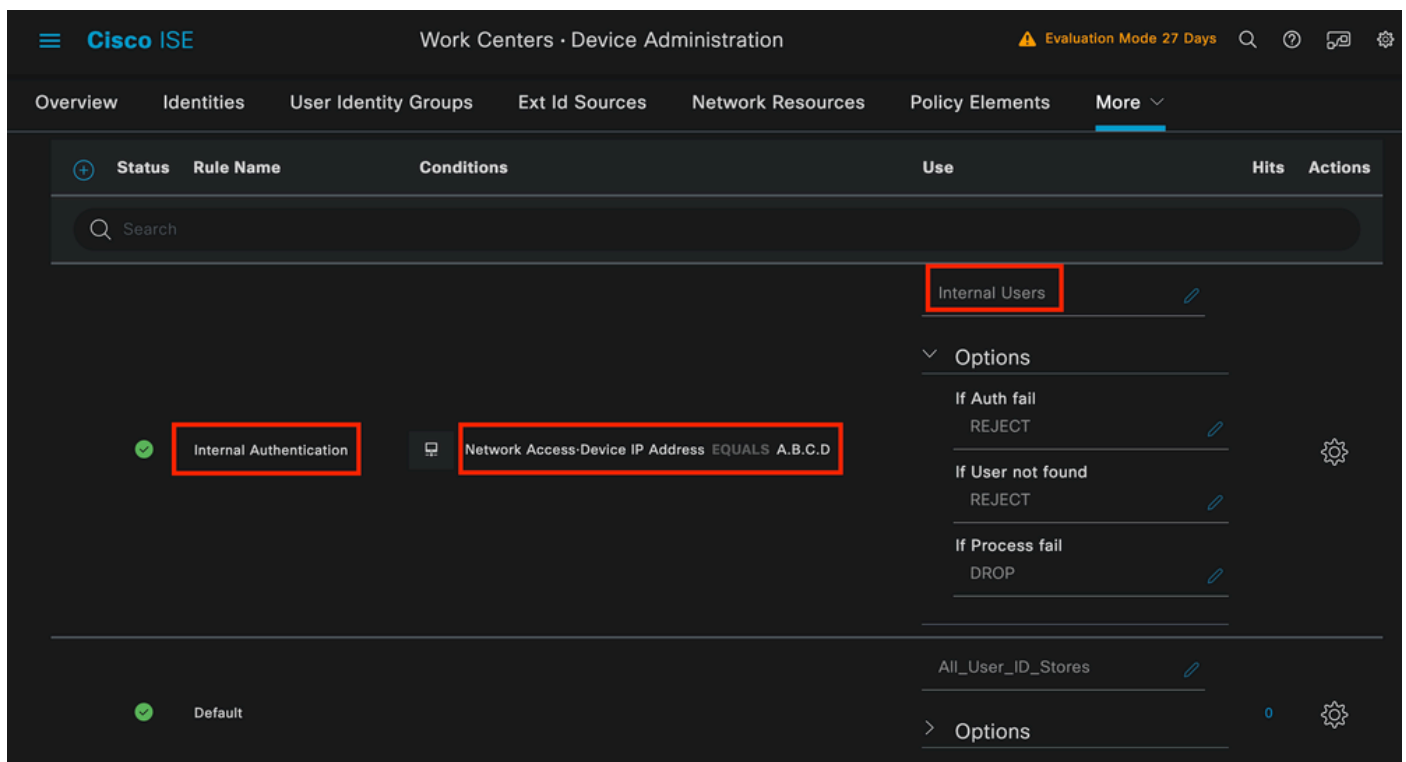 Cisco ISE Work Centers · Device Administration Evaluation Mode 27 Days
Overview Identities User Identity Groups Ext Id Sources Network Resources Policy Elements More
Status Rule Name Conditions Use Hits Actions
Search
Internal Users
Options
If Auth fail
REJECT
Internal Authentication Network Access·Device IP Address EQUALS A.B.C.D
If User not found
REJECT
If Process fail
DROP
All_User_ID_Stores
Default 0
Options